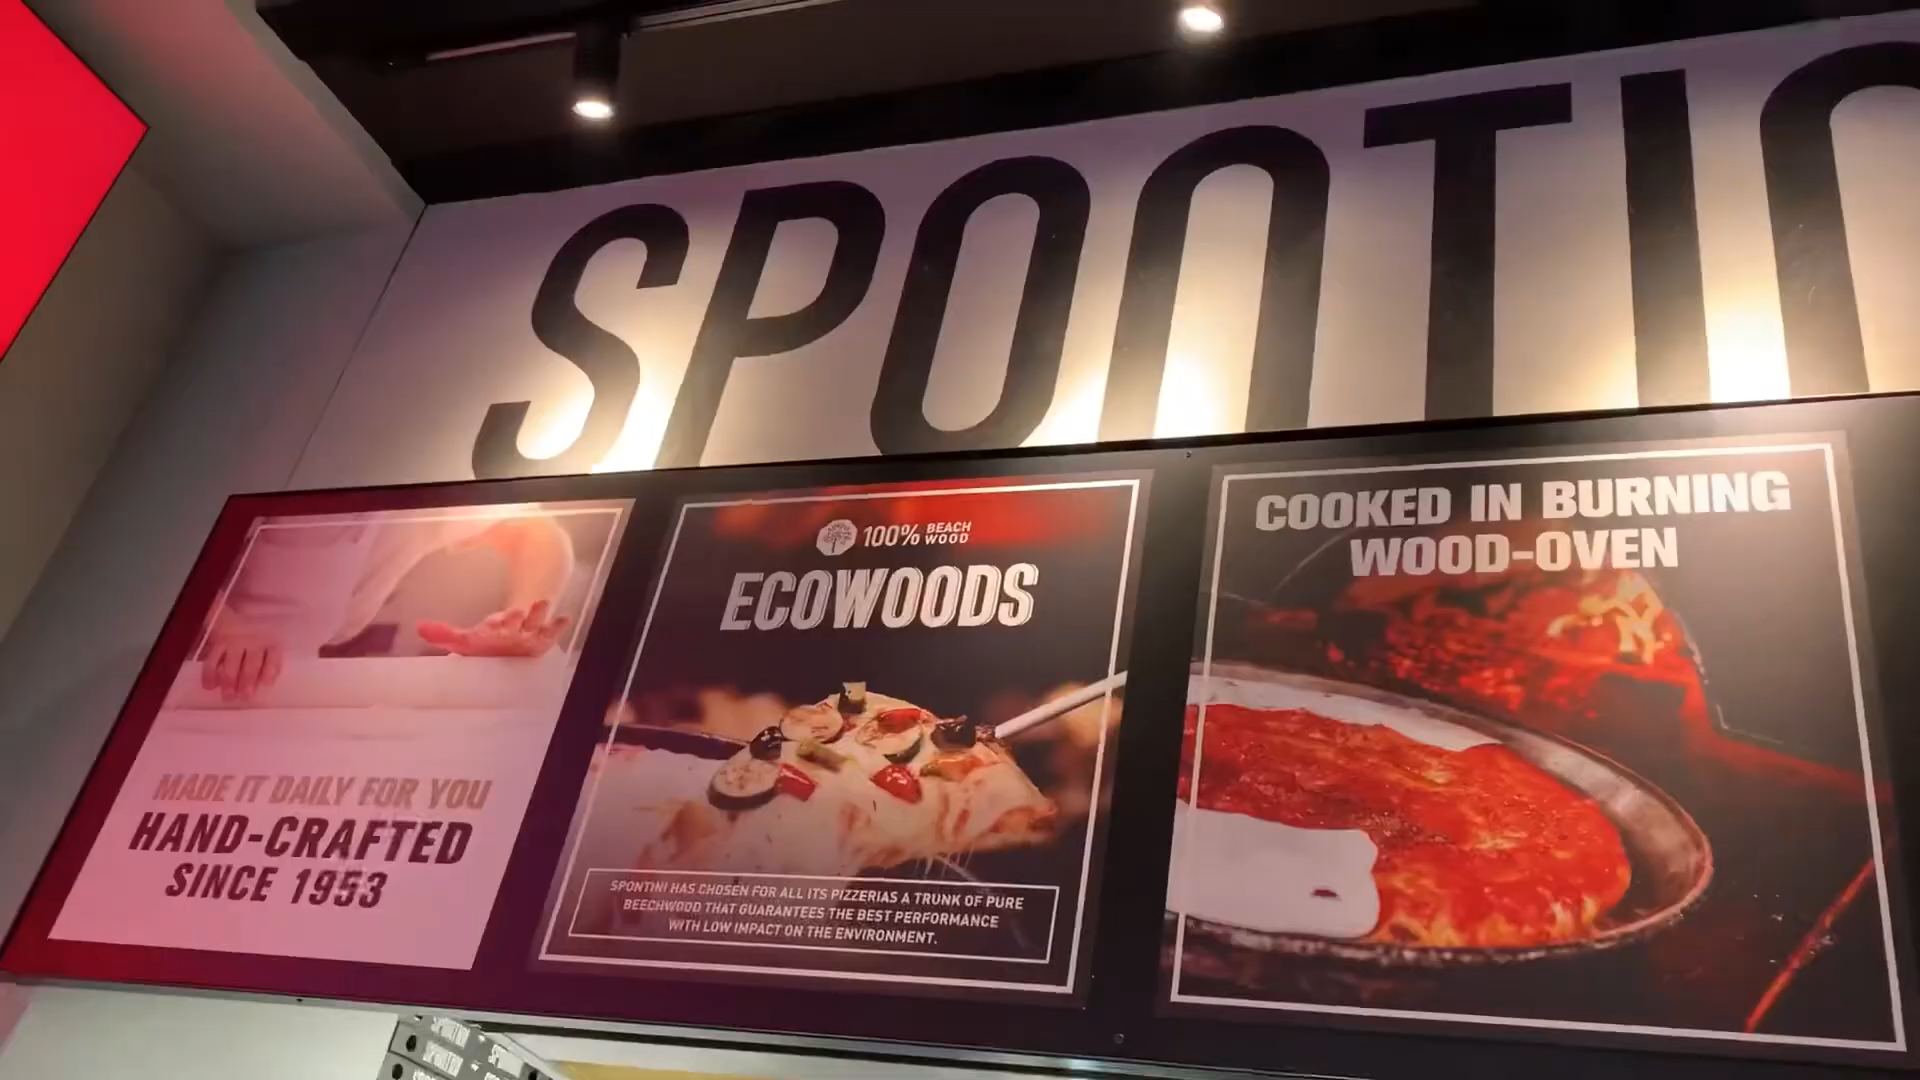 SPONTI
MADE IT DAILY FOR YOU
HAND-CRAFTED
SINCE 1953
100% BEACH
WOOD
ECOWOODS
SPONTINI HAS CHOSEN FOR ALL ITS PIZZERIAS A TRUNK OF PURE
BEECHWOOD THAT GUARANTEES THE BEST PERFORMANCE
WITH LOW IMPACT ON THE ENVIRONMENT.
COOKED IN BURNING
WOOD-OVEN